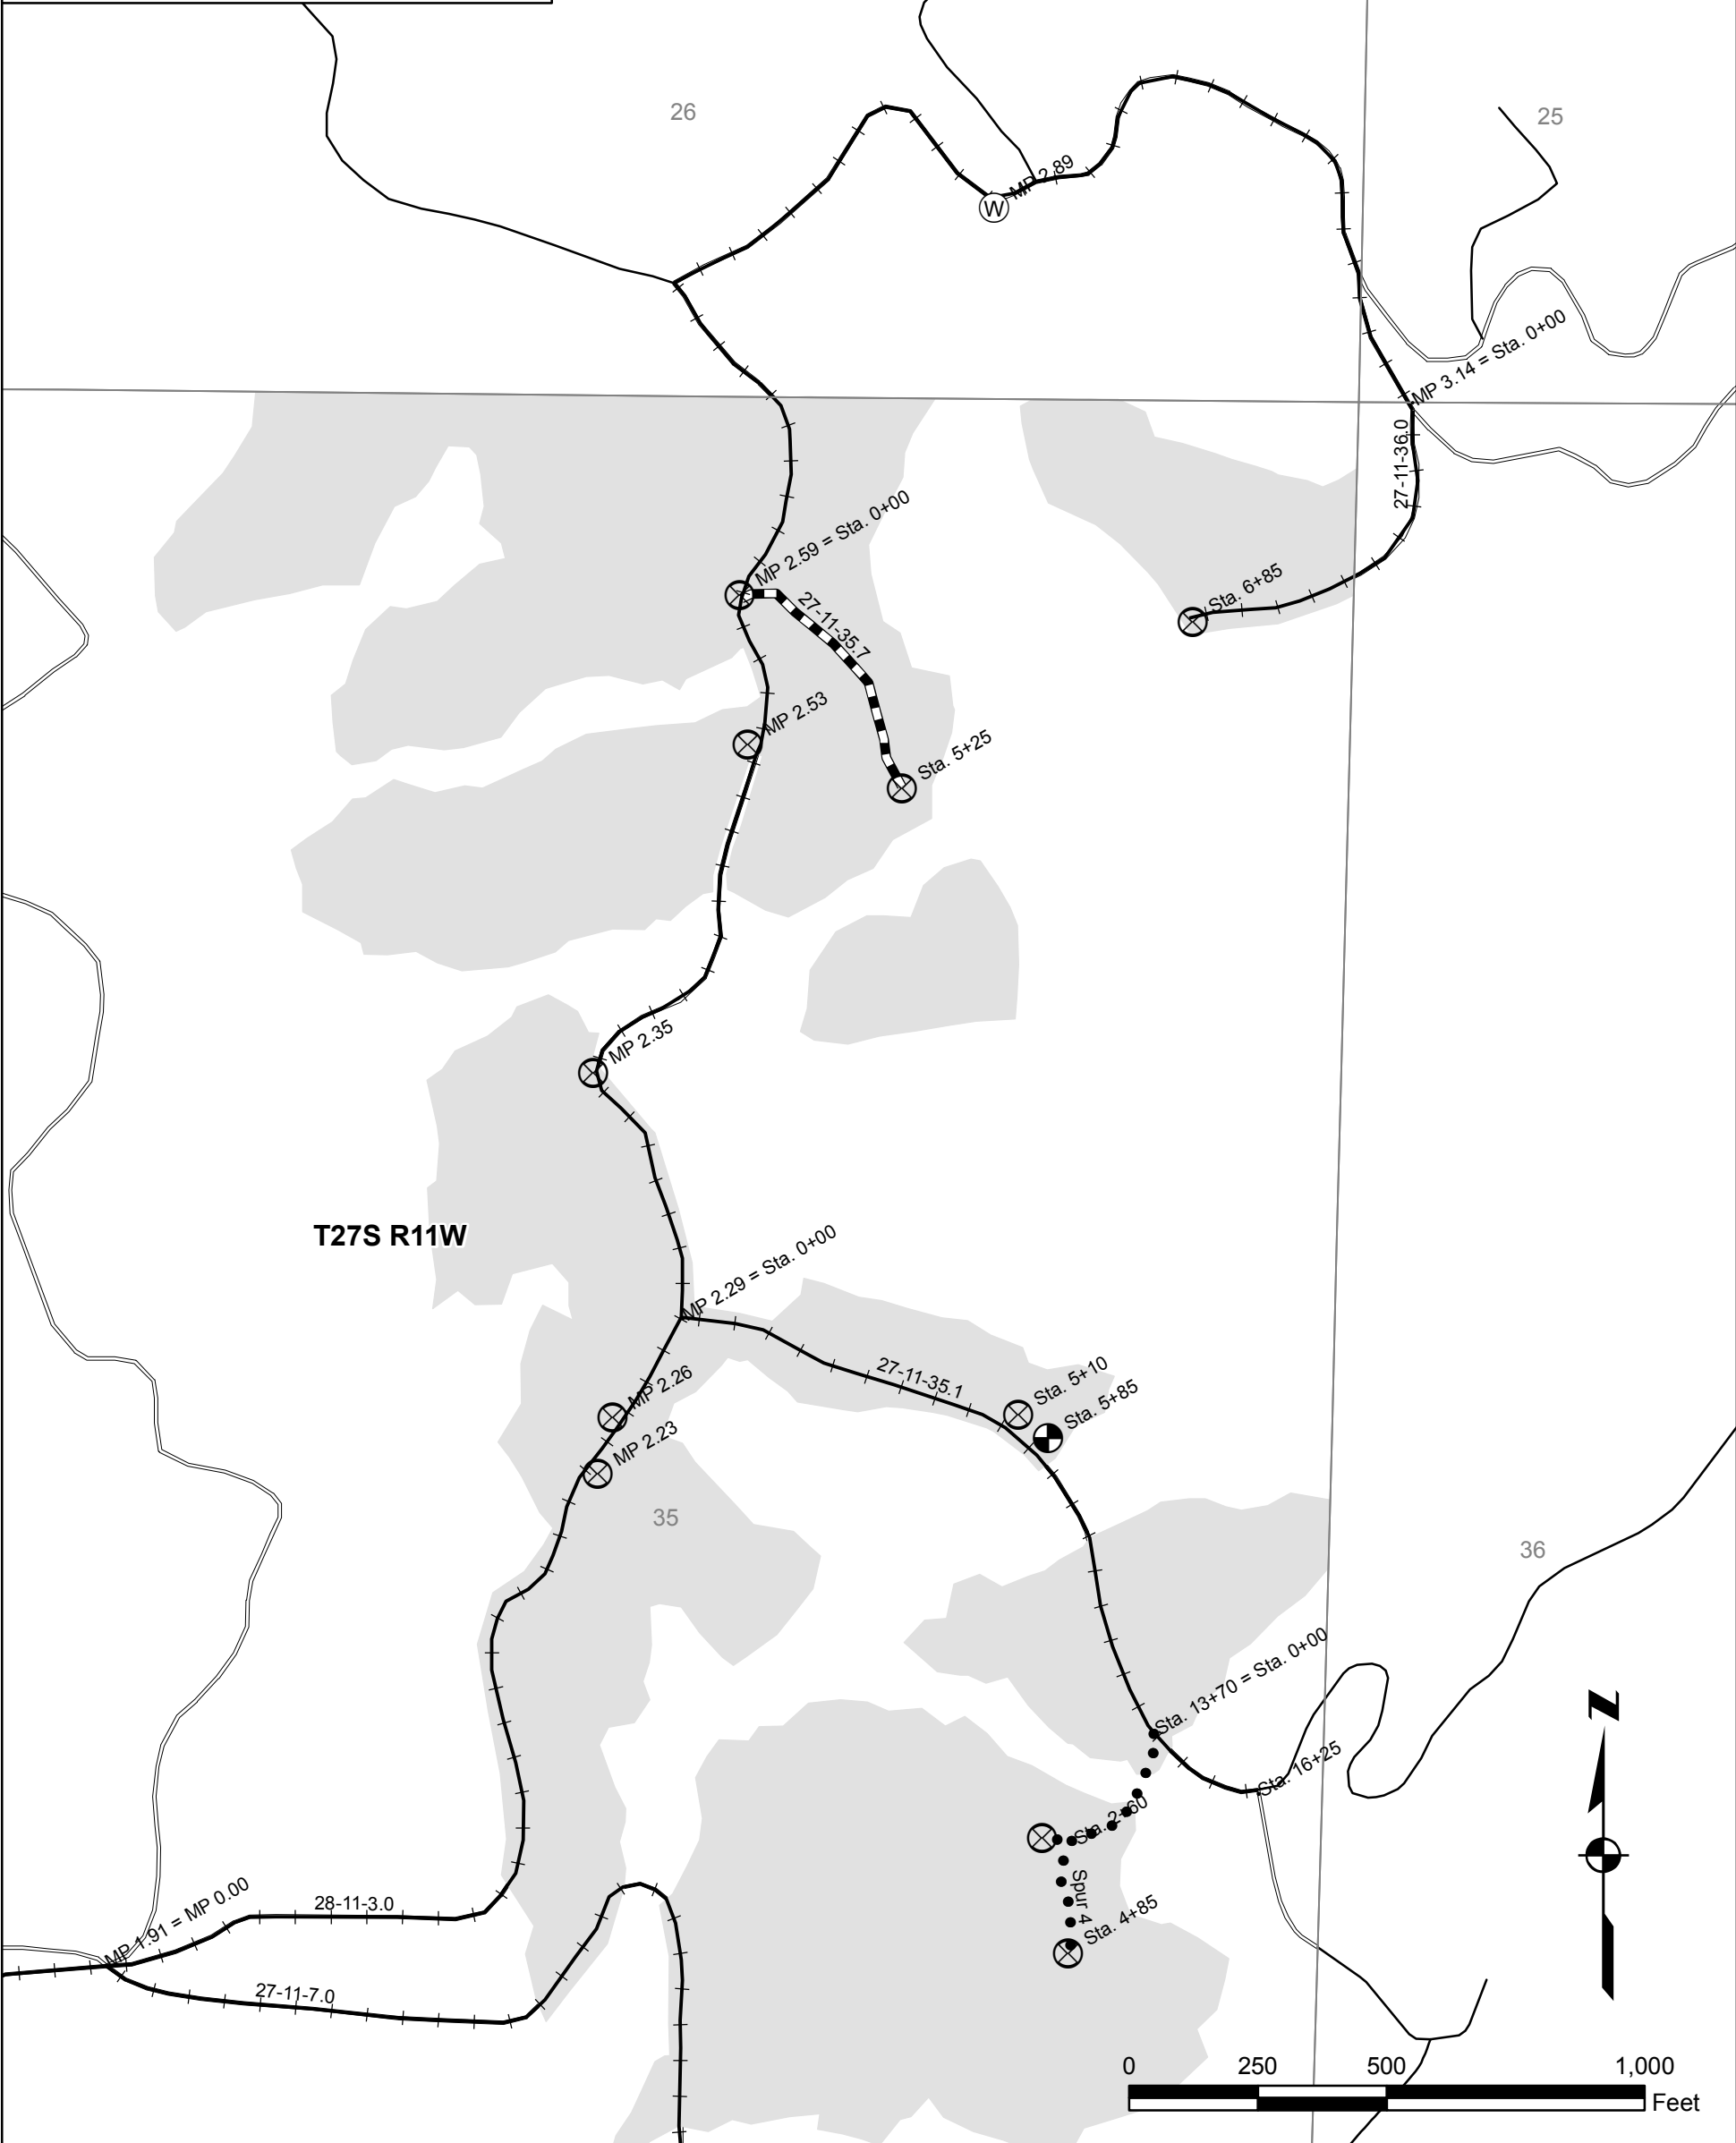 26
25
MP 2.89
MP 3.14 = Sta. 0+00
27-11-36.0
MP 2.59 = Sta. 0+00
27-11-35.7
Sta. 6+85
MP 2.53
Sta. 5+25
MP 2.35
T27S R11W
MP 2.29 = Sta. 0+00
27-11-35.1
Sta. 5+10
Sta. 5+85
MP 2.26
MP 2.23
35
36
Sta. 13+70 = Sta. 0+00
Sta. 16+25
Sta. 2+60
Spur 4
Sta. 4+85
MP 1.91 = MP 0.00
28-11-3.0
27-11-7.0
W
N
0 250 500 1,000
Feet